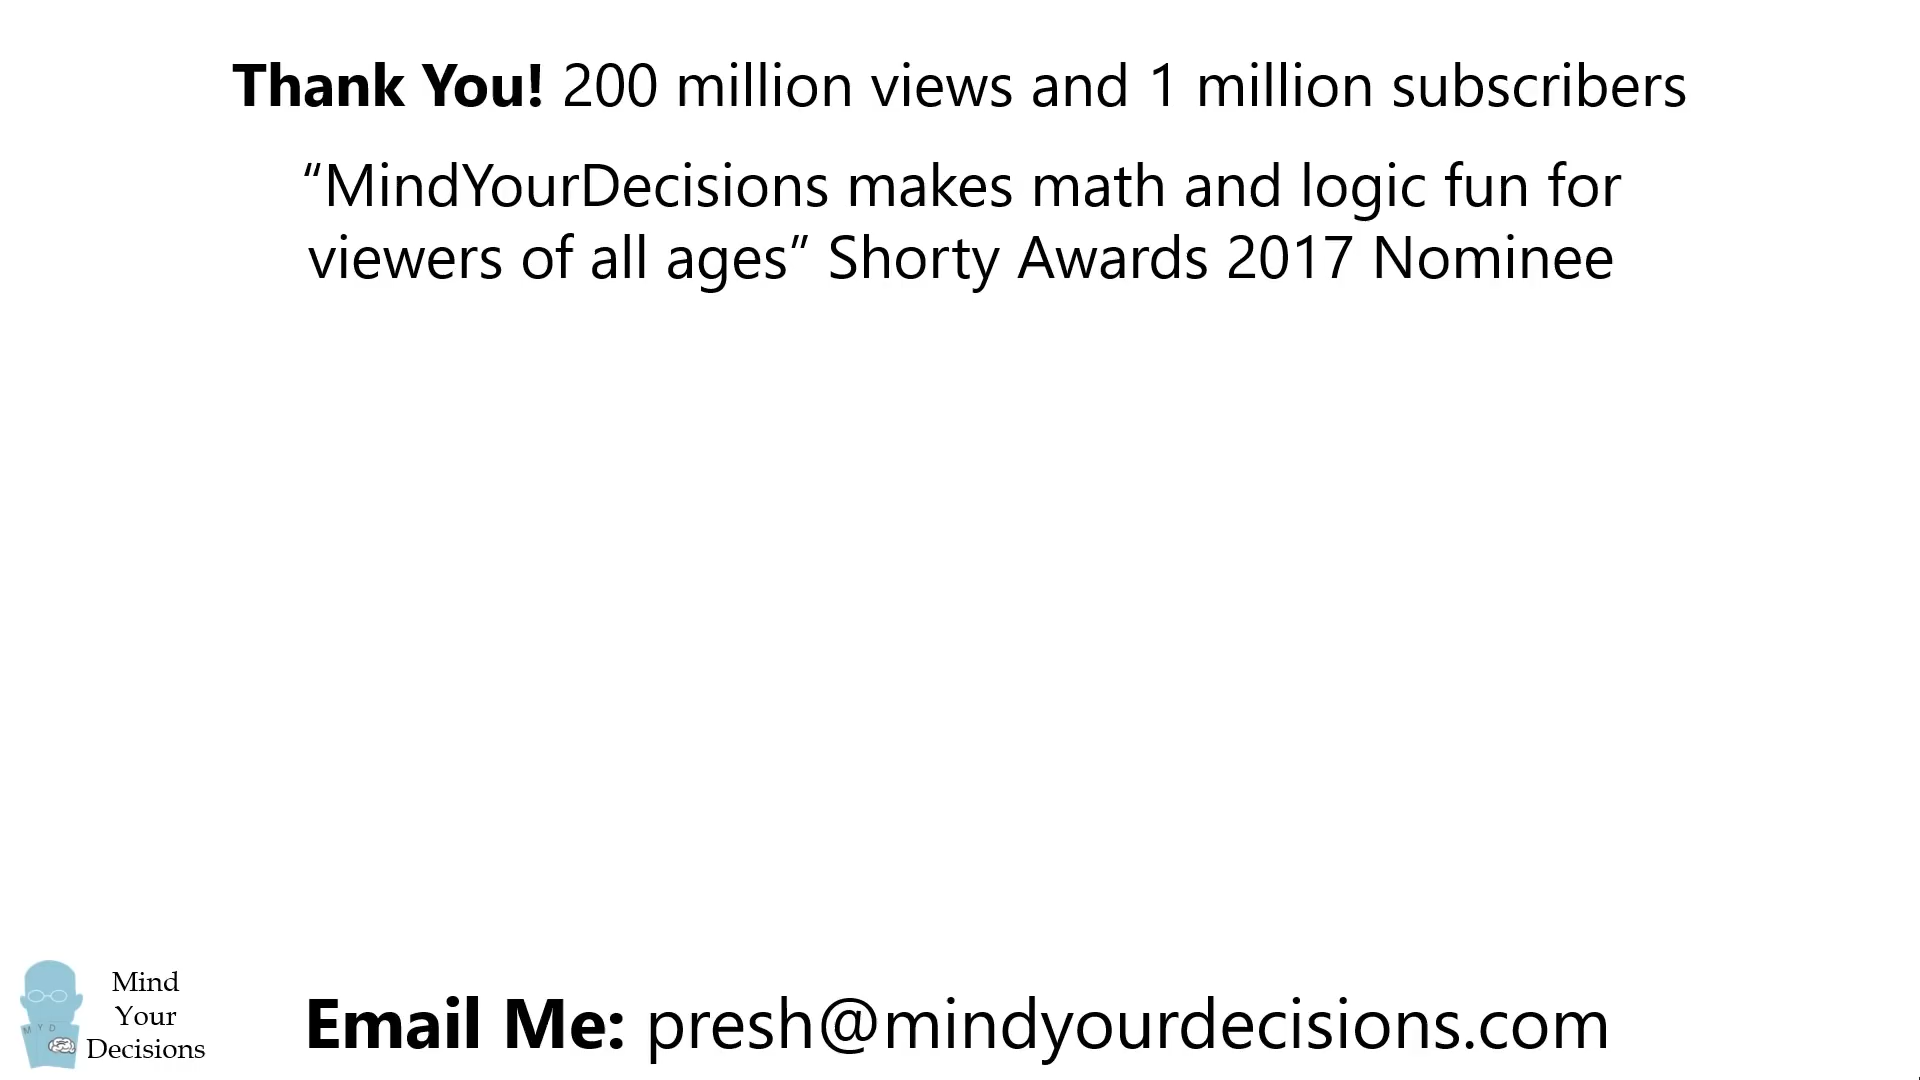 Thank You! 200 million views and 1 million subscribers
“MindYourDecisions makes math and logic fun for
viewers of all ages” Shorty Awards 2017 Nominee
M Y D
Mind
Your
Decisions
Email Me: presh@mindyourdecisions.com